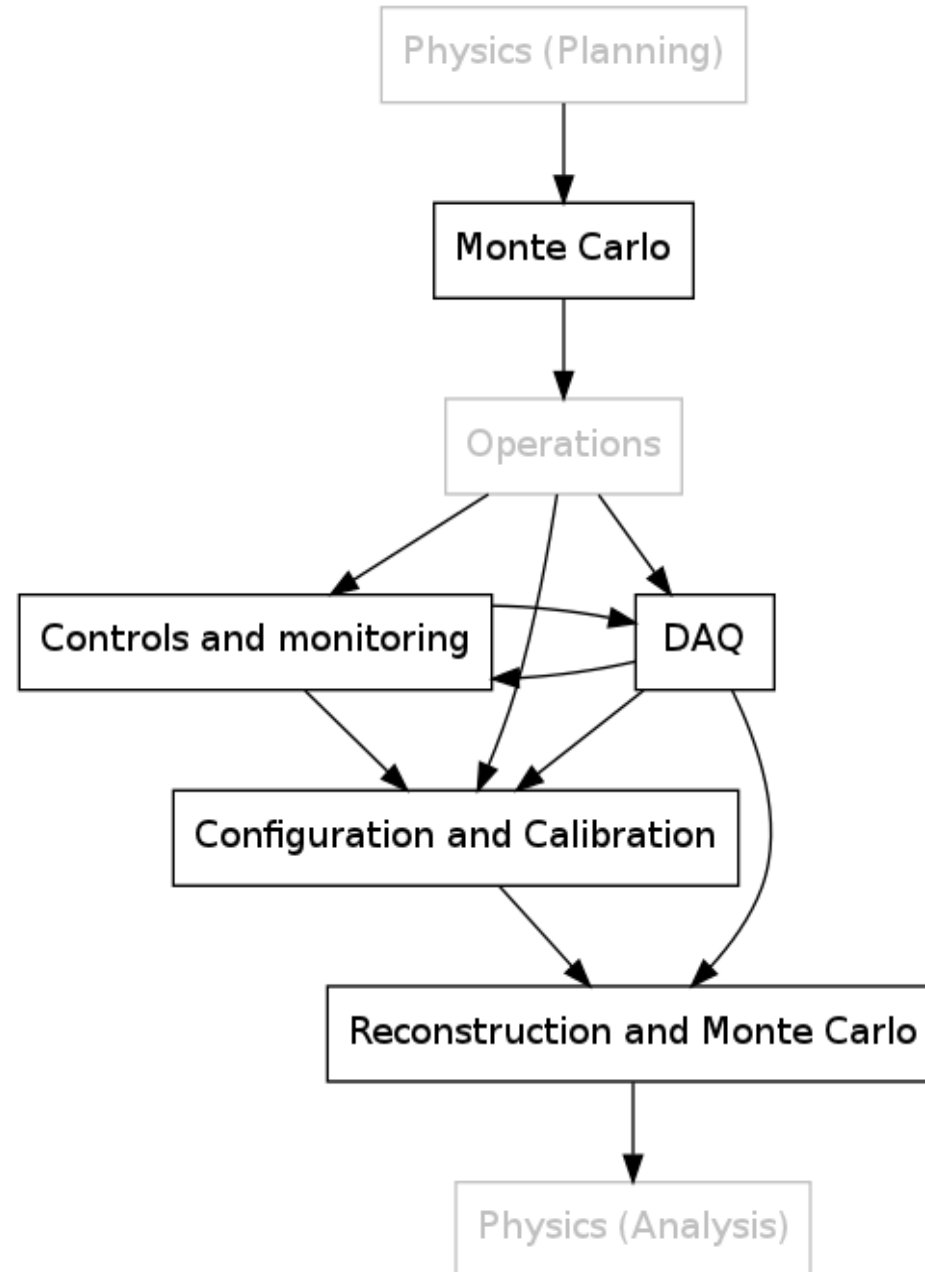 Physics (Planning)
Monte Carlo
Operations
Controls and monitoring
DAQ
Configuration and Calibration
Reconstruction and Monte Carlo
Physics (Analysis)